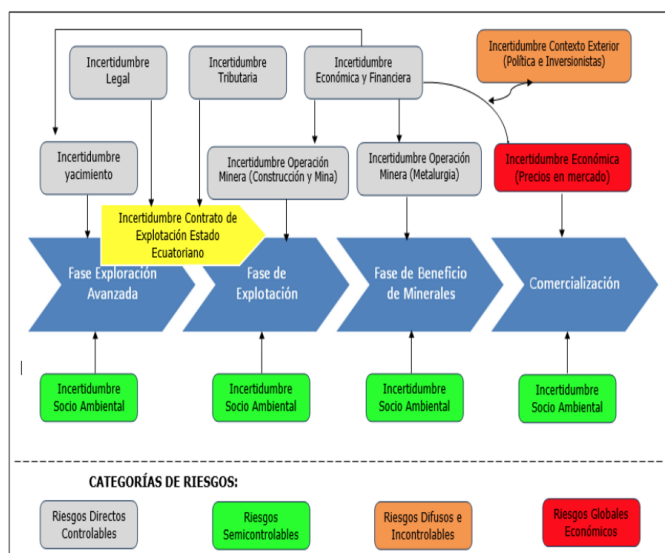 Incertidumbre
Legal
Incertidumbre
Tributaria
Incertidumbre
Económica y Financiera
Incertidumbre Contexto Exterior
(Política e Inversionistas)
Incertidumbre
yacimiento
Incertidumbre Operación
Minera (Construcción y Mina)
Incertidumbre Operación
Minera (Metalurgia)
Incertidumbre Económica
(Precios en mercado)
Incertidumbre Contrato de
Explotación Estado
Ecuatoriano
Fase Exploración
Avanzada
Fase de
Explotación
Fase de Beneficio
de Minerales
Comercialización
Incertidumbre
Socio Ambiental
Incertidumbre
Socio Ambiental
Incertidumbre
Socio Ambiental
Incertidumbre
Socio Ambiental
CATEGORÍAS DE RIESGOS:
Riesgos Directos
Controlables
Riesgos
Semicontrolables
Riesgos Difusos e
Incontrolables
Riesgos Globales
Económicos